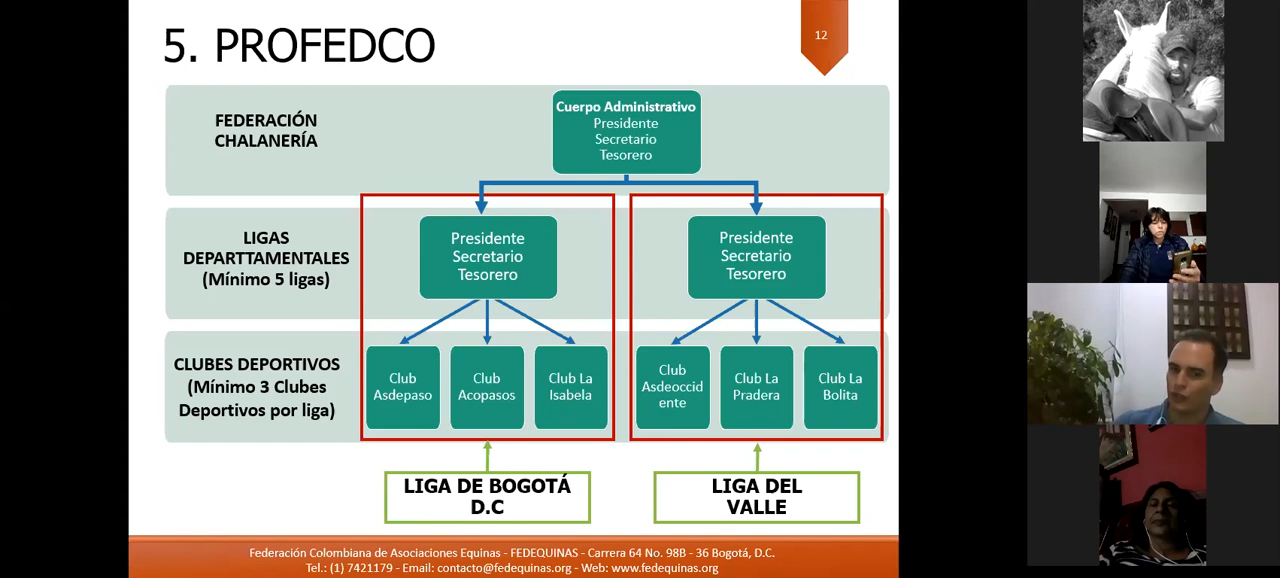 5. PROFEDCO
12
FEDERACIÓN
CHALANERÍA
Cuerpo Administrativo
Presidente
Secretario
Tesorero
LIGAS
DEPARTTAMENTALES
(Mínimo 5 ligas)
Presidente
Secretario
Tesorero
Presidente
Secretario
Tesorero
CLUBES DEPORTIVOS
(Mínimo 3 Clubes
Deportivos por liga)
Club
Asdepaso
Club
Acopasos
Club La
Isabela
Club
Asdeoccid
ente
Club La
Pradera
Club La
Bolita
LIGA DE BOGOTÁ
D.C
LIGA DEL
VALLE
Federación Colombiana de Asociaciones Equinas - FEDEQUINAS - Carrera 64 No. 98B - 36 Bogotá, D.C.
Tel.: (1) 7421179 - Email: contacto@fedequinas.org - Web: www.fedequinas.org